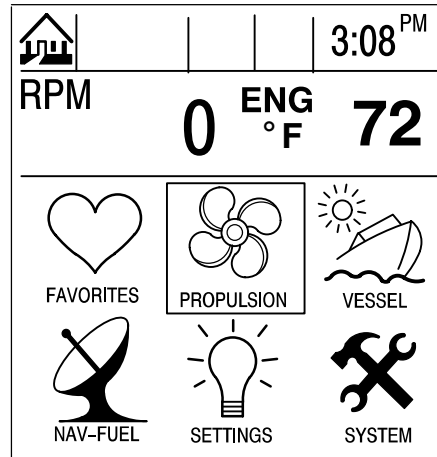 3:08 PM
RPM 0 ENG °F 72
FAVORITES PROPULSION VESSEL
NAV-FUEL SETTINGS SYSTEM